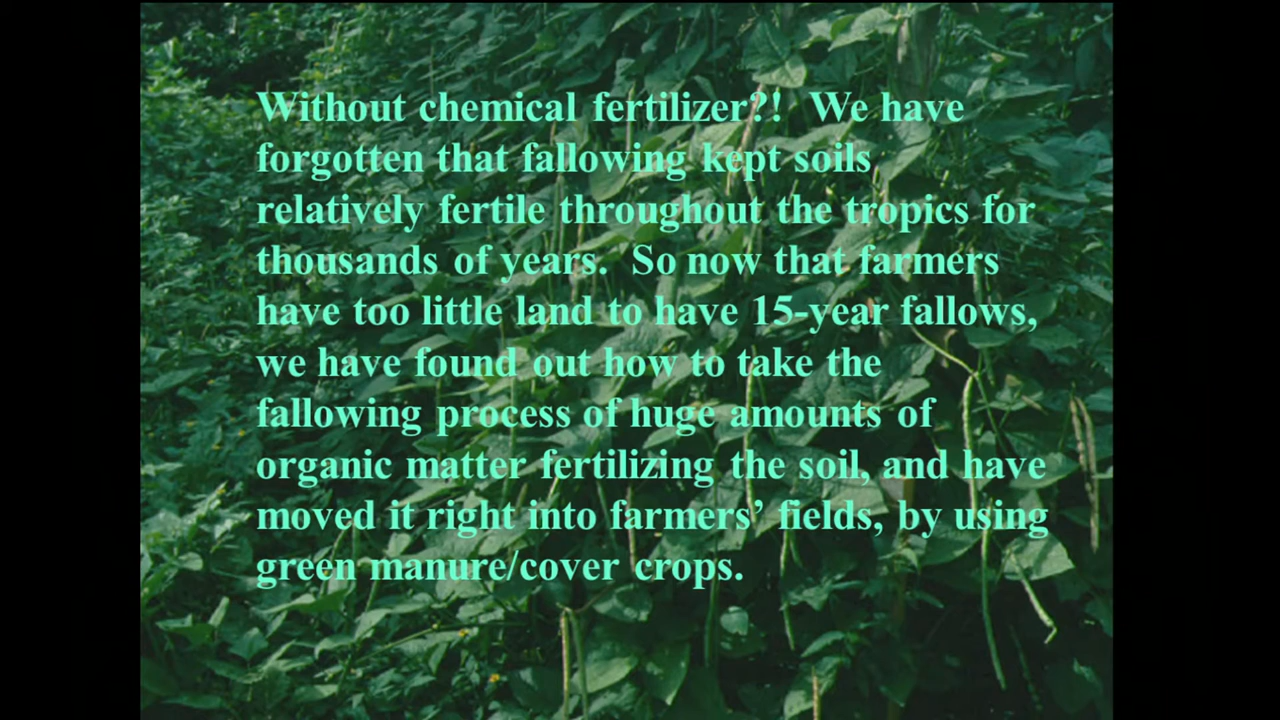 Without chemical fertilizer?!  We have
forgotten that fallowing kept soils
relatively fertile throughout the tropics for
thousands of years.  So now that farmers
have too little land to have 15-year fallows,
we have found out how to take the
fallowing process of huge amounts of
organic matter fertilizing the soil, and have
moved it right into farmers’ fields, by using
green manure/cover crops.